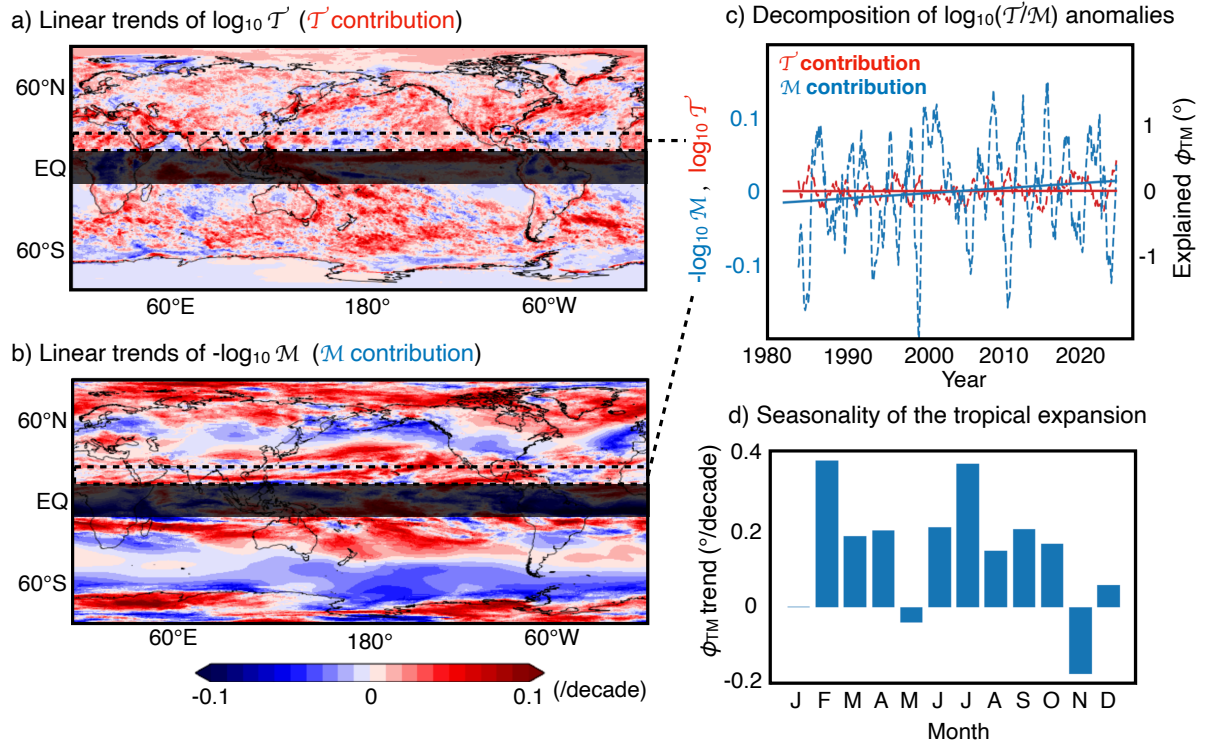 a) Linear trends of log₁₀ 𝒯 (𝒯 contribution)
60°N
EQ
60°S
60°E 180° 60°W
b) Linear trends of -log₁₀ ℳ (ℳ contribution)
60°N
EQ
60°S
60°E 180° 60°W
-0.1 0 0.1 (/decade)
c) Decomposition of log₁₀(𝒯/ℳ) anomalies
𝒯 contribution
ℳ contribution
-log₁₀ ℳ , log₁₀ 𝒯
0.1
0
-0.1
1
0
-1
Explained ϕTM (°)
1980 1990 2000 2010 2020
Year
d) Seasonality of the tropical expansion
ϕTM trend (°/decade)
0.4
0.2
0
-0.2
J F M A M J J A S O N D
Month